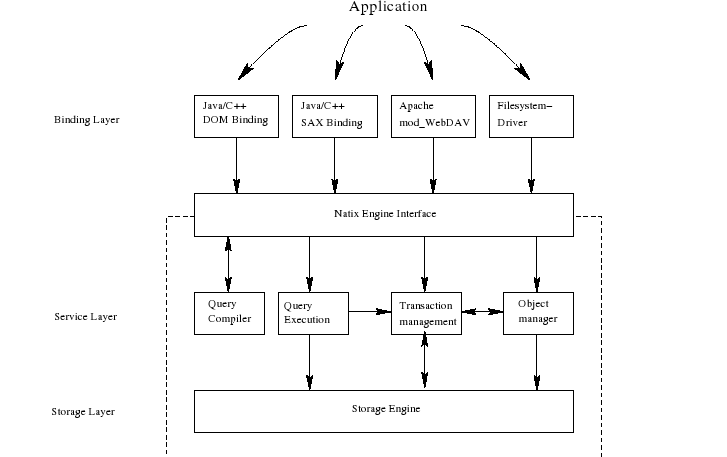 Application
Binding Layer
Java/C++
DOM Binding
Java/C++
SAX Binding
Apache
mod_WebDAV
Filesystem-
Driver
Natix Engine Interface
Service Layer
Query
Compiler
Query
Execution
Transaction
management
Object
manager
Storage Layer
Storage Engine